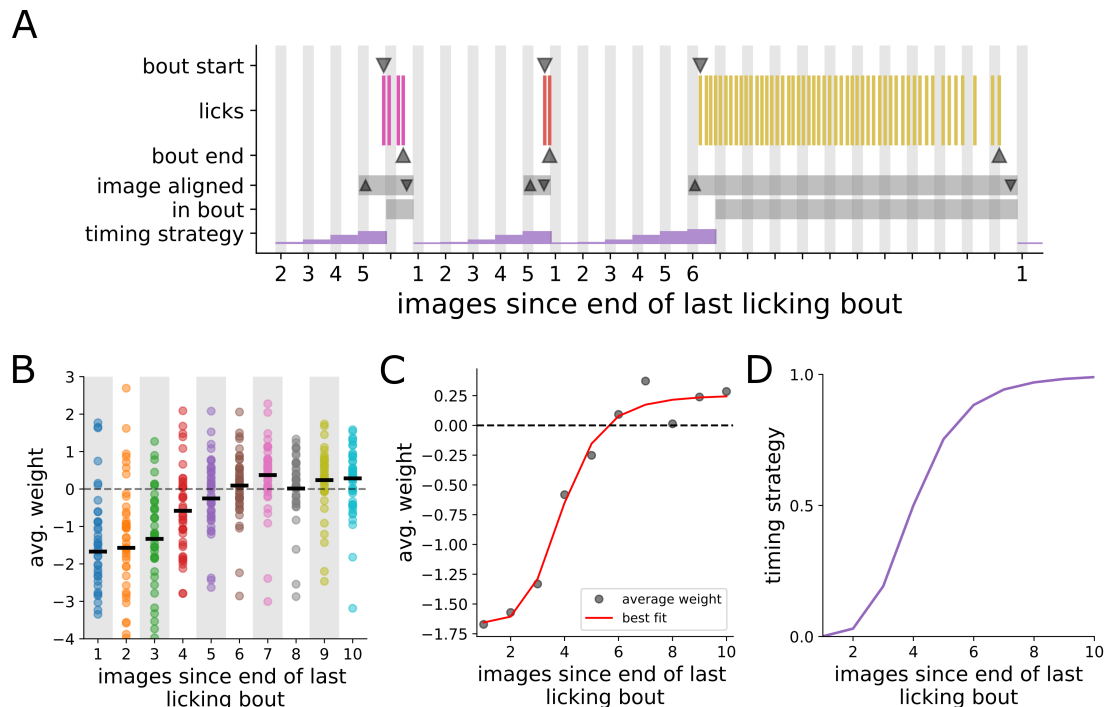 A
bout start
licks
bout end
image aligned
in bout
timing strategy
2 3 4 5 1 2 3 4 5 1 2 3 4 5 6 1
images since end of last licking bout
B
avg. weight
3
2
1
0
−1
−2
−3
−4
1 2 3 4 5 6 7 8 9 10
images since end of last
licking bout
C
avg. weight
0.25
0.00
−0.25
−0.50
−0.75
−1.00
−1.25
−1.50
−1.75
average weight
best fit
2 4 6 8 10
images since end of last
licking bout
D
timing strategy
1.0
0.5
0.0
2 4 6 8 10
images since end of last
licking bout